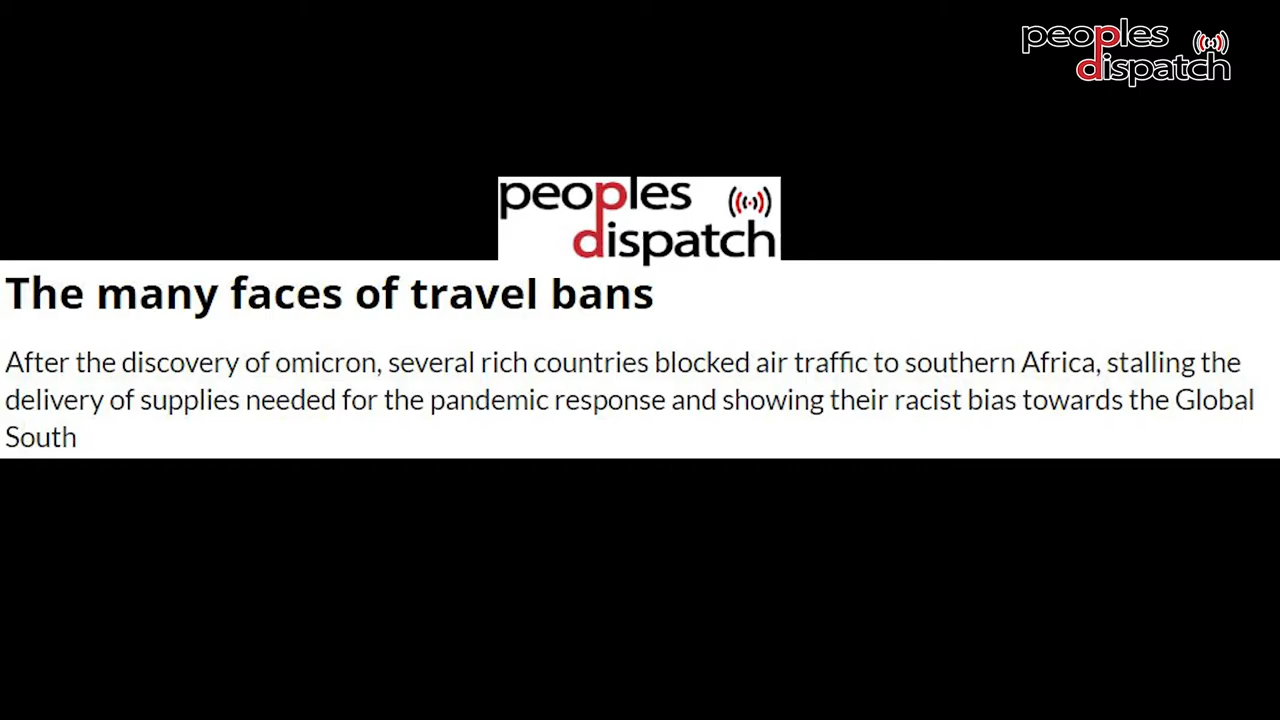 peoples
dispatch
peoples
dispatch
The many faces of travel bans
After the discovery of omicron, several rich countries blocked air traffic to southern Africa, stalling the
delivery of supplies needed for the pandemic response and showing their racist bias towards the Global
South